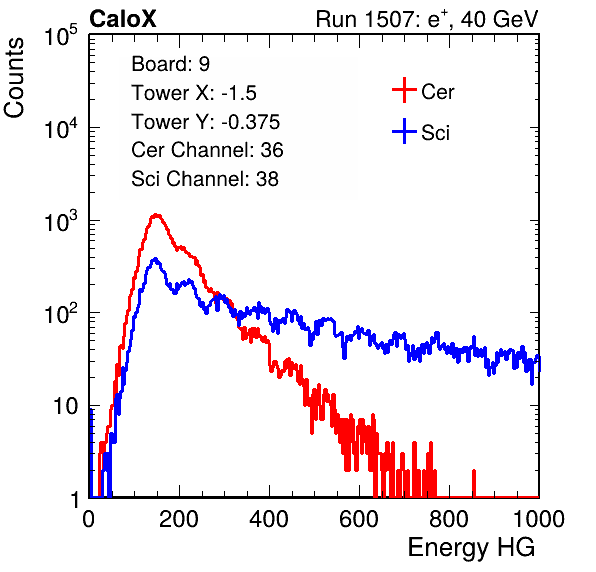 CaloX Run 1507: e⁺, 40 GeV
Counts
10⁵
10⁴
10³
10²
10
1
Board: 9
Tower X: -1.5
Tower Y: -0.375
Cer Channel: 36
Sci Channel: 38
Cer
Sci
0 200 400 600 800 1000
Energy HG